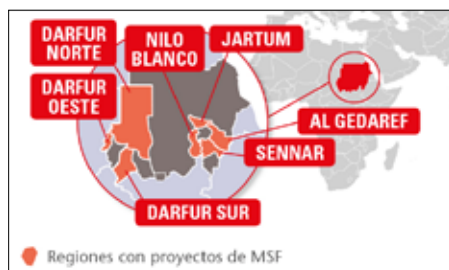 DARFUR
NORTE
NILO
BLANCO
JARTUM
DARFUR
OESTE
AL GEDAREF
SENNAR
DARFUR SUR
Regiones con proyectos de MSF